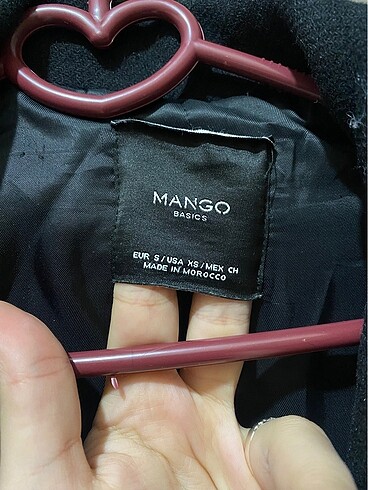 MANGO
BASICS
EUR S / USA XS / MEX CH
MADE IN MOROCCO